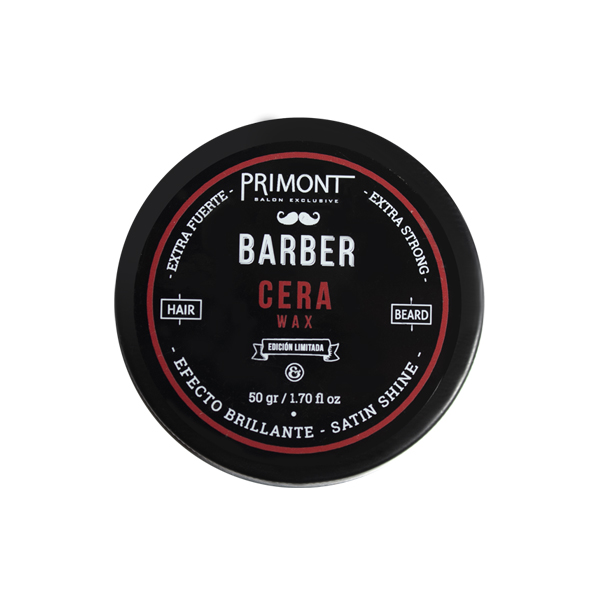 PRIMONT
SALON EXCLUSIVE
- EXTRA FUERTE -
- EXTRA STRONG -
BARBER
CERA
WAX
HAIR
BEARD
EDICIÓN LIMITADA
&
50 gr / 1.70 fl oz
- EFECTO BRILLANTE - SATIN SHINE -